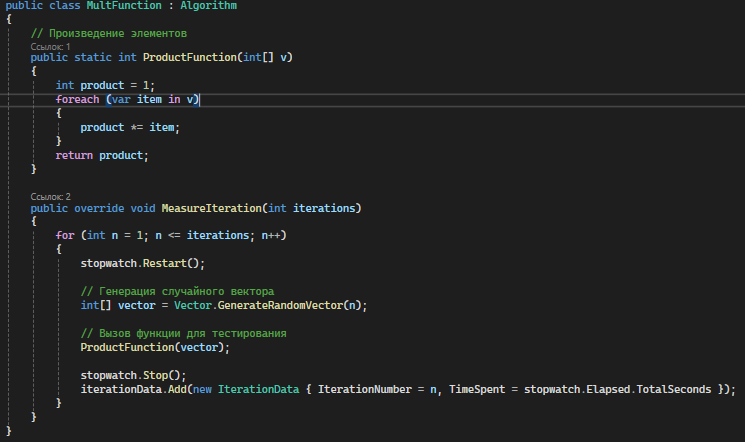 public class MultFunction : Algorithm
{
// Произведение элементов
Ссылок: 1
public static int ProductFunction(int[] v)
{
int product = 1;
foreach (var item in v)
{
product *= item;
}
return product;
}
Ссылок: 2
public override void MeasureIteration(int iterations)
{
for (int n = 1; n <= iterations; n++)
{
stopwatch.Restart();
// Генерация случайного вектора
int[] vector = Vector.GenerateRandomVector(n);
// Вызов функции для тестирования
ProductFunction(vector);
stopwatch.Stop();
iterationData.Add(new IterationData { IterationNumber = n, TimeSpent = stopwatch.Elapsed.TotalSeconds });
}
}
}